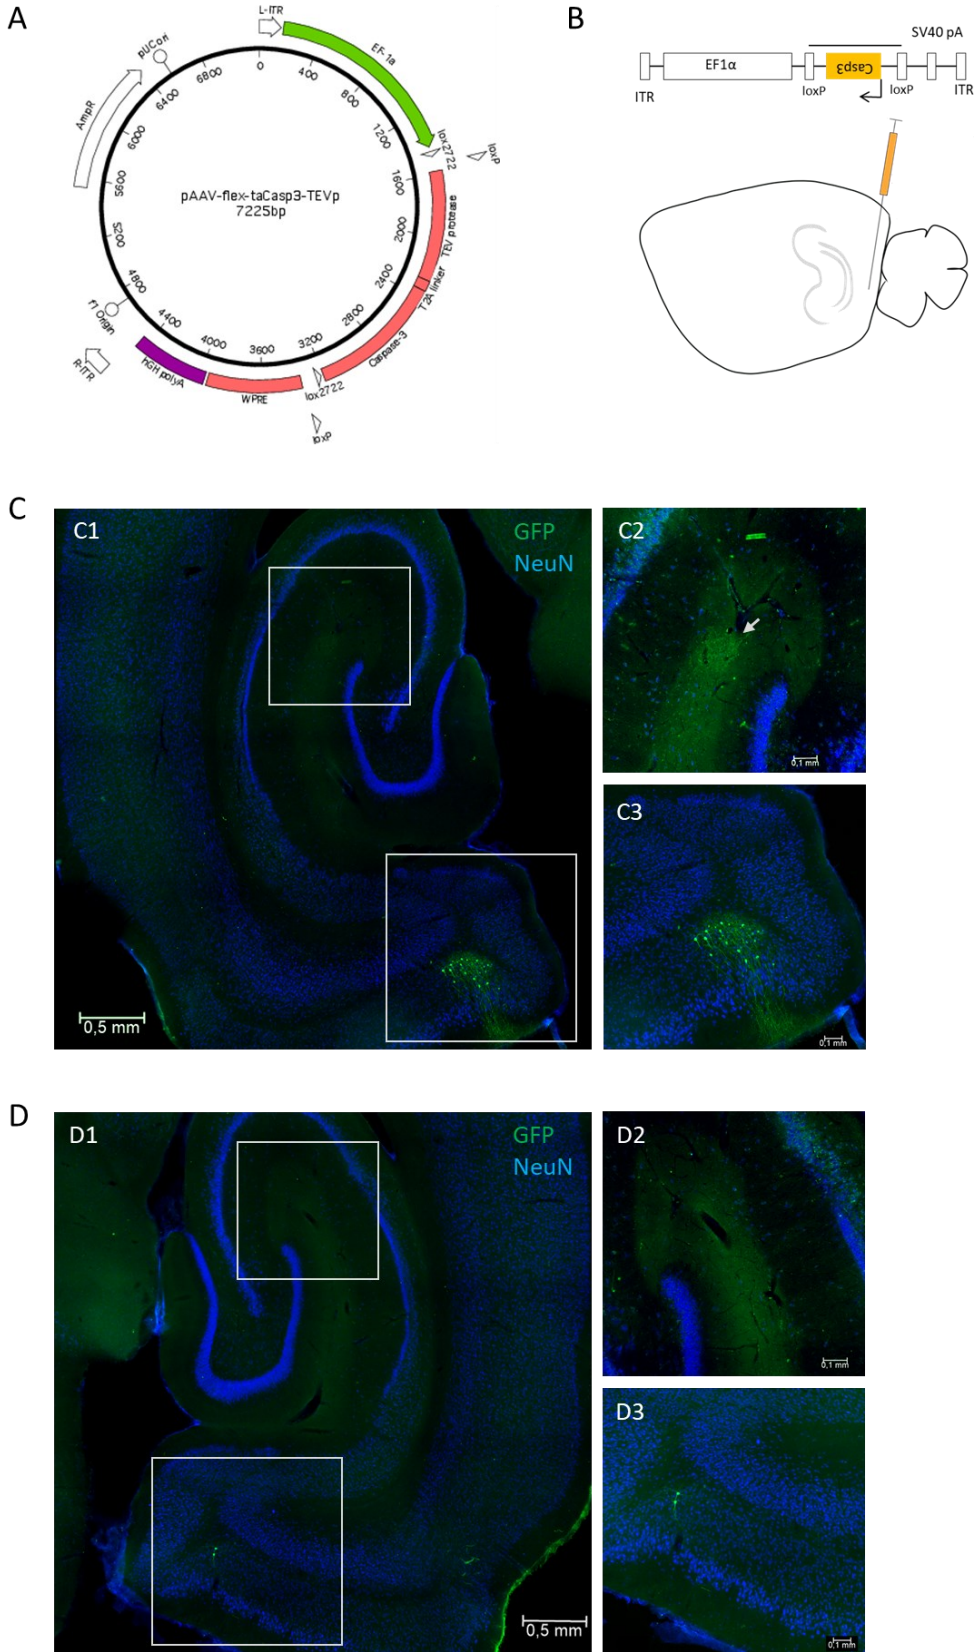 A
L-ITR
EF-1a
pUCori
AmpR
0
400
800
1200
1600
2000
2400
2800
3200
3600
4000
4400
4800
5200
5600
6000
6400
6800
lox2722
loxP
pAAV-flex-taCasp3-TEVp
7225bp
TEV protease
T2A linker
Caspase-3
lox2722
loxP
WPRE
hGH polyA
R-ITR
f1 Origin
B
SV40 pA
EF1α
Casp3
ITR
loxP
loxP
ITR
C
C1
GFP
NeuN
0,5 mm
C2
0,1 mm
C3
0,1 mm
D
D1
GFP
NeuN
0,5 mm
D2
0,1 mm
D3
0,1 mm